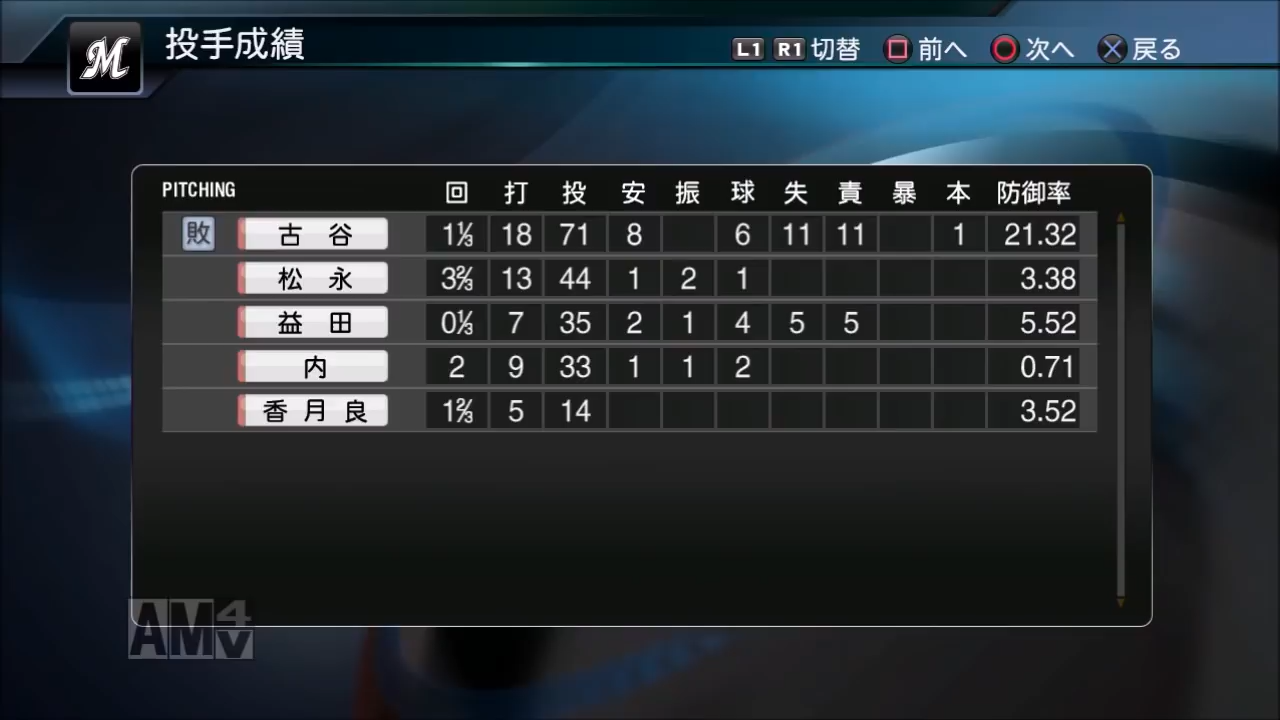 M 投手成績 L1 R1 切替 前へ 次へ 戻る
PITCHING 回 打 投 安 振 球 失 責 暴 本 防御率
敗 古谷 1⅓ 18 71 8 6 11 11 1 21.32
松永 3⅔ 13 44 1 2 1 3.38
益田 0⅓ 7 35 2 1 4 5 5 5.52
内 2 9 33 1 1 2 0.71
香月良 1⅔ 5 14 3.52
AM4V